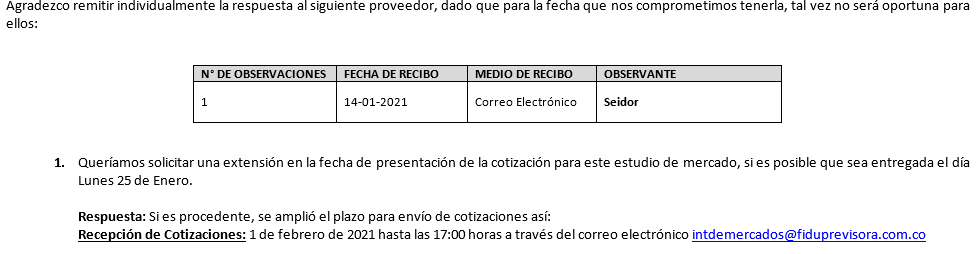 Agradezco remitir individualmente la respuesta al siguiente proveedor, dado que para la fecha que nos comprometimos tenerla, tal vez no será oportuna para
ellos:
N° DE OBSERVACIONES FECHA DE RECIBO MEDIO DE RECIBO OBSERVANTE
1 14-01-2021 Correo Electrónico Seidor
1. Queríamos solicitar una extensión en la fecha de presentación de la cotización para este estudio de mercado, si es posible que sea entregada el día
Lunes 25 de Enero.
Respuesta: Si es procedente, se amplió el plazo para envío de cotizaciones así:
Recepción de Cotizaciones: 1 de febrero de 2021 hasta las 17:00 horas a través del correo electrónico intdemercados@fiduprevisora.com.co